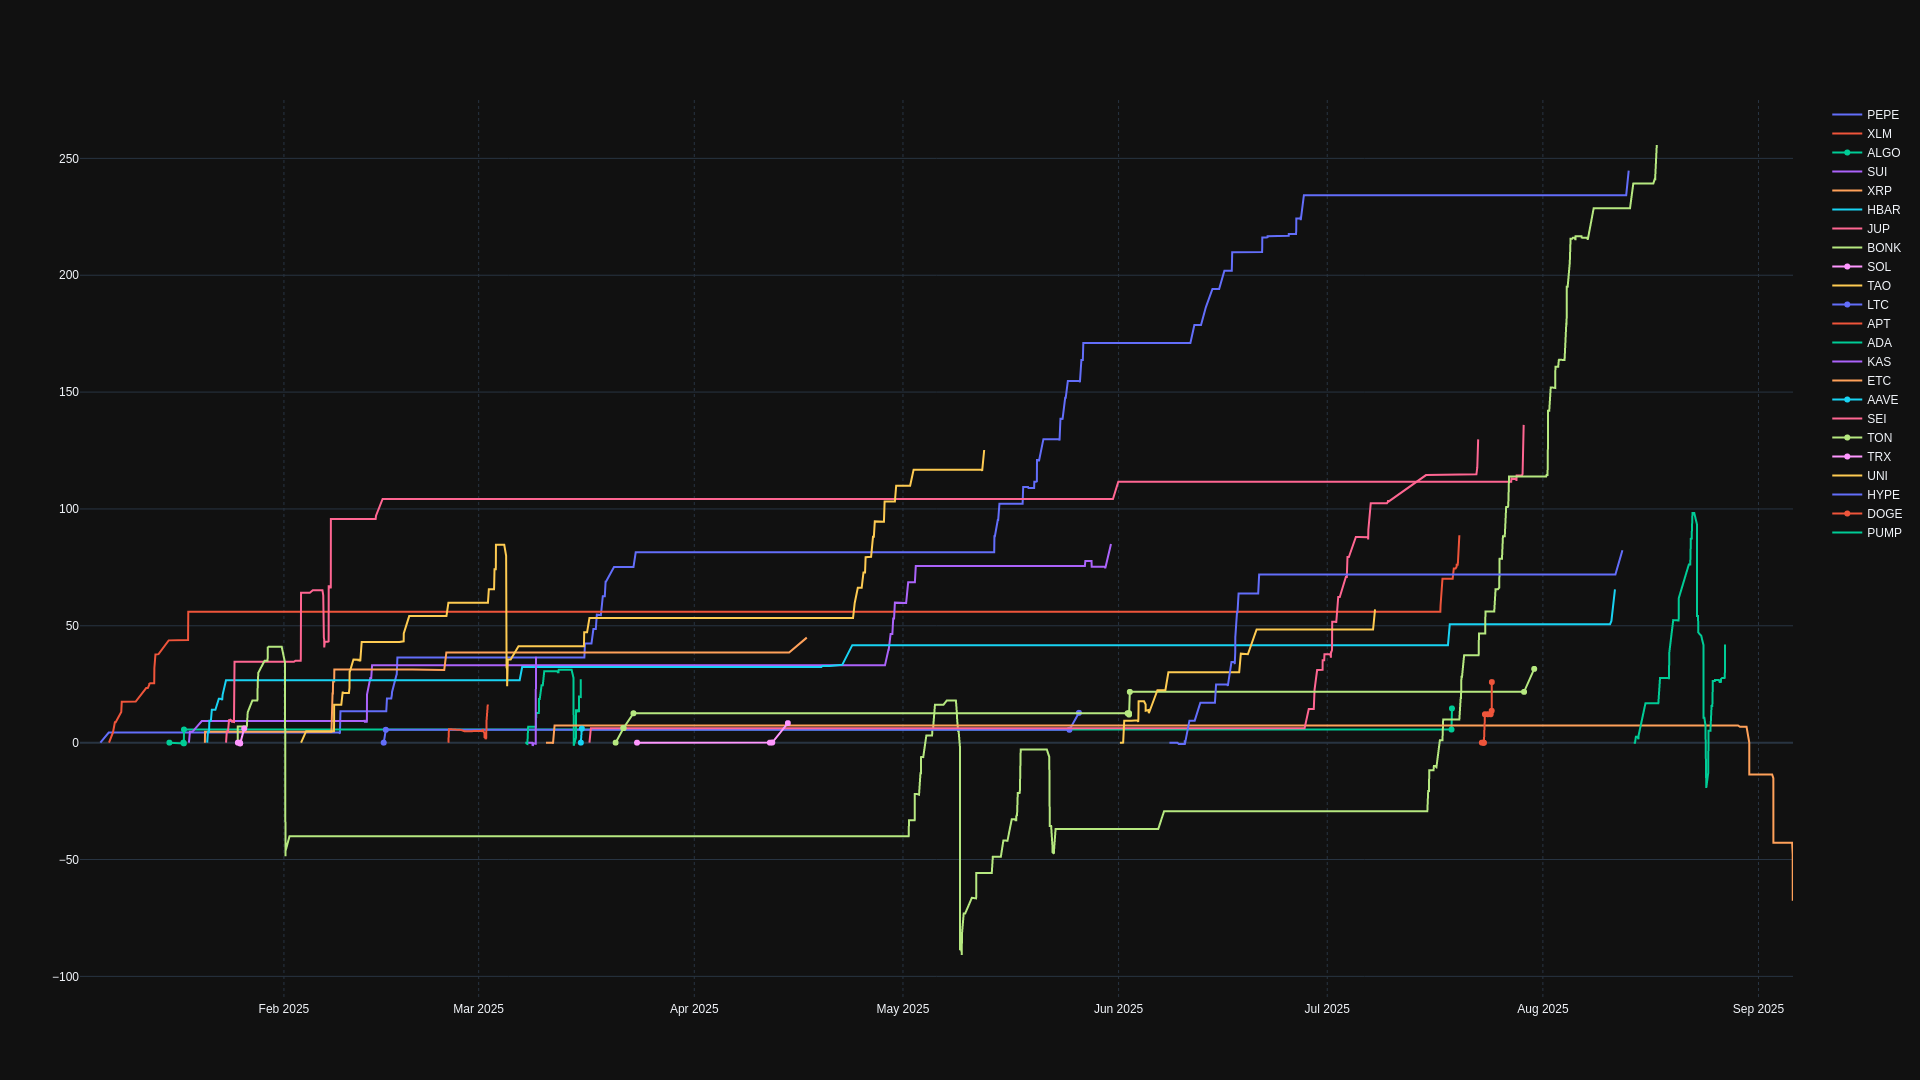 250
200
150
100
50
0
−50
−100
Feb 2025
Mar 2025
Apr 2025
May 2025
Jun 2025
Jul 2025
Aug 2025
Sep 2025
PEPE
XLM
ALGO
SUI
XRP
HBAR
JUP
BONK
SOL
TAO
LTC
APT
ADA
KAS
ETC
AAVE
SEI
TON
TRX
UNI
HYPE
DOGE
PUMP